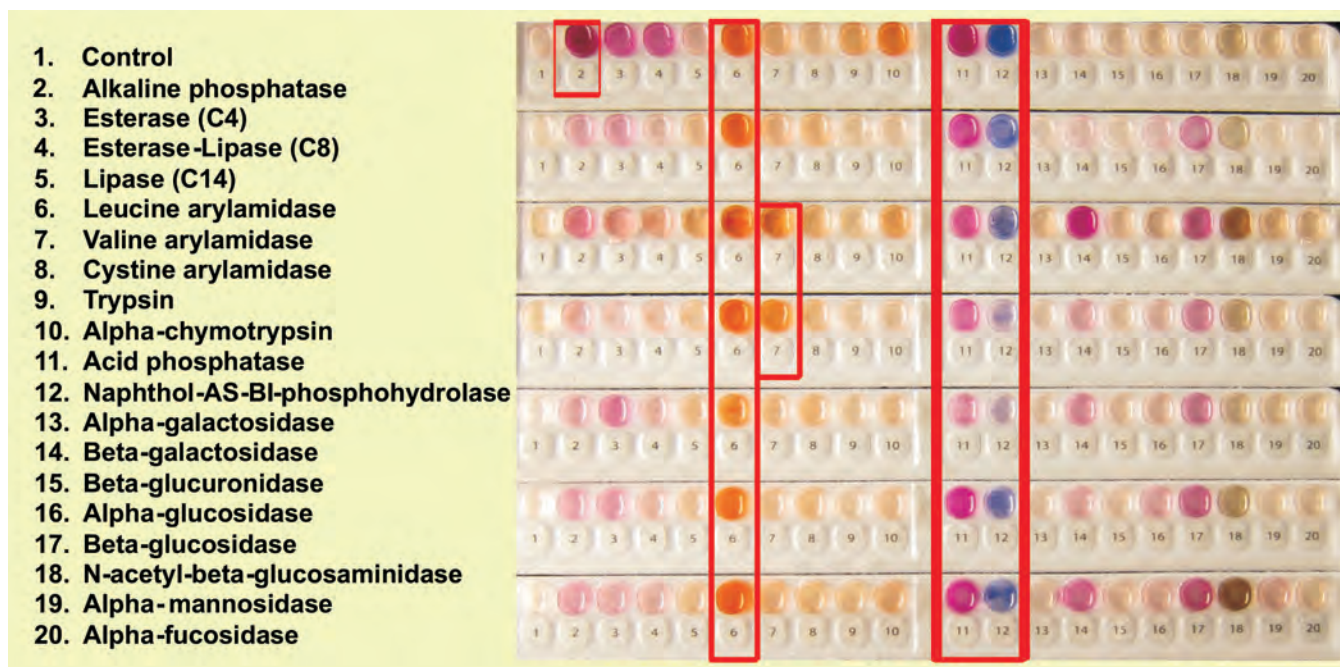 1. Control
2. Alkaline phosphatase
3. Esterase (C4)
4. Esterase-Lipase (C8)
5. Lipase (C14)
6. Leucine arylamidase
7. Valine arylamidase
8. Cystine arylamidase
9. Trypsin
10. Alpha-chymotrypsin
11. Acid phosphatase
12. Naphthol-AS-BI-phosphohydrolase
13. Alpha-galactosidase
14. Beta-galactosidase
15. Beta-glucuronidase
16. Alpha-glucosidase
17. Beta-glucosidase
18. N-acetyl-beta-glucosaminidase
19. Alpha-mannosidase
20. Alpha-fucosidase
1 2 3 4 5 6 7 8 9 10 11 12 13 14 15 16 17 18 19 20
1 2 3 4 5 6 7 8 9 10 11 12 13 14 15 16 17 18 19 20
1 2 3 4 5 6 7 8 9 10 11 12 13 14 15 16 17 18 19 20
1 2 3 4 5 6 7 8 9 10 11 12 13 14 15 16 17 18 19 20
1 2 3 4 5 6 7 8 9 10 11 12 13 14 15 16 17 18 19 20
1 2 3 4 5 6 7 8 9 10 11 12 13 14 15 16 17 18 19 20
1 2 3 4 5 6 7 8 9 10 11 12 13 14 15 16 17 18 19 20